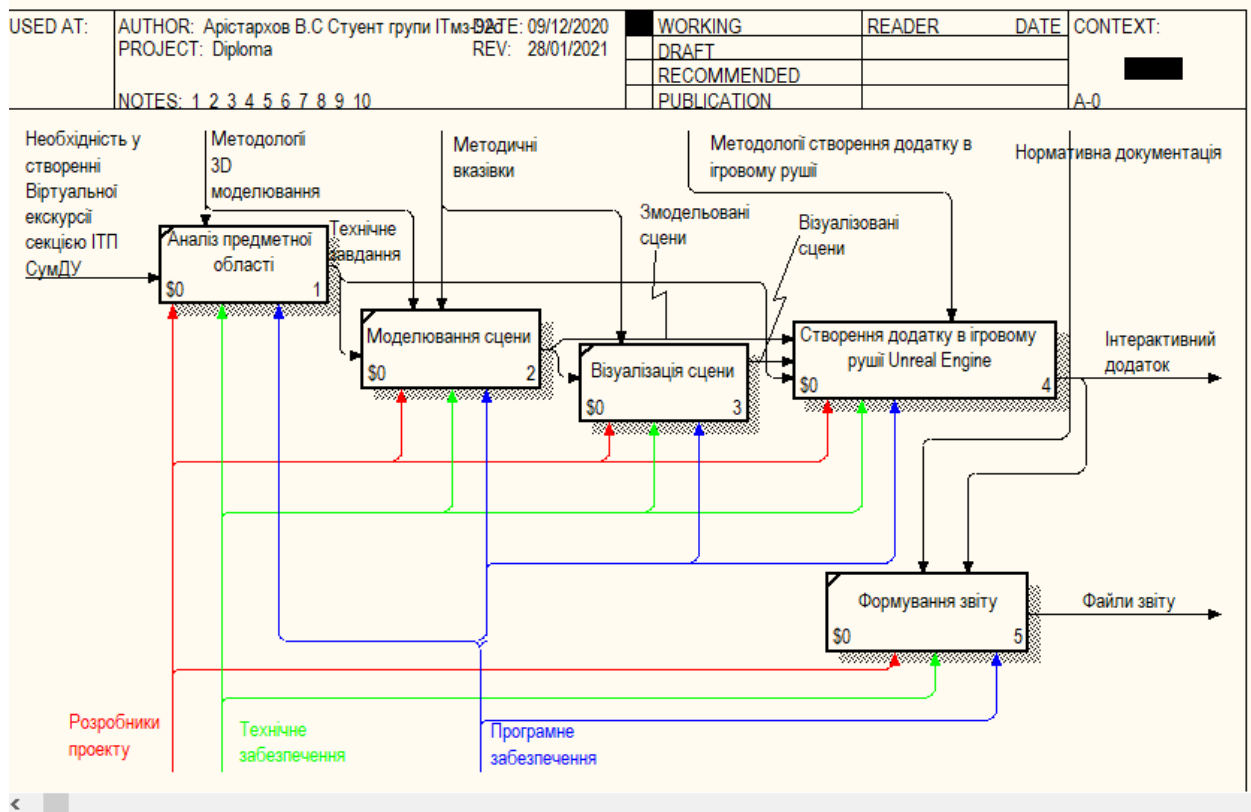 USED AT:
AUTHOR: Арістархов В.С Стуент групи ІТмз-92с
DATE: 09/12/2020
PROJECT: Diploma
REV: 28/01/2021
NOTES: 1 2 3 4 5 6 7 8 9 10
WORKING
DRAFT
RECOMMENDED
PUBLICATION
READER
DATE
CONTEXT:
A-0
Необхідність у
створенні
Віртуальної
екскурсії
секцією ІТП
СумДУ
Методології
3D
моделювання
Методичні
вказівки
Методології створення додатку в
ігровому рушії
Нормативна документація
Технічне
завдання
Змодельовані
сцени
Візуалізовані
сцени
Аналіз предметної
області
$0
1
Моделювання сцени
$0
2
Візуалізація сцени
$0
3
Створення додатку в ігровому
рушії Unreal Engine
$0
4
Інтерактивний
додаток
Формування звіту
$0
5
Файли звіту
Розробники
проекту
Технічне
забезпечення
Програмне
забезпечення